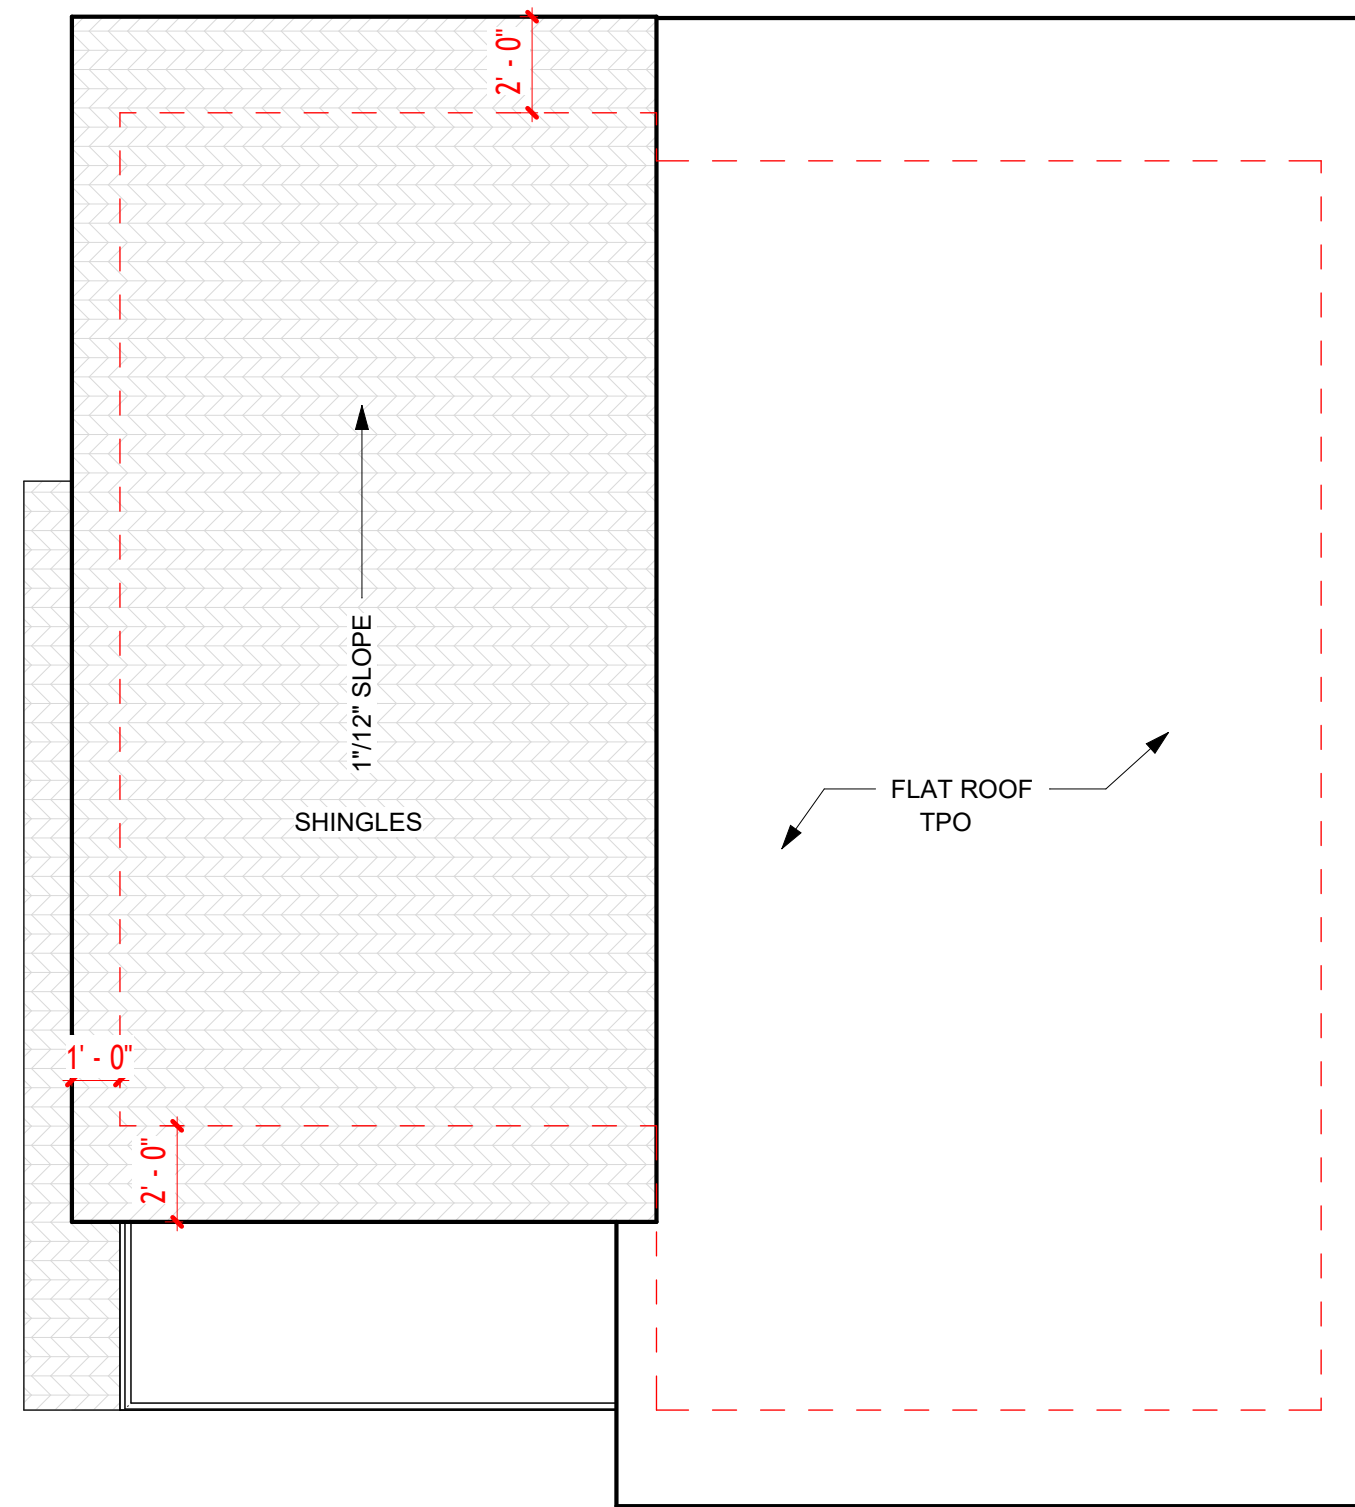 2' - 0"
1"/12" SLOPE
SHINGLES
FLAT ROOF
TPO
1' - 0"
2' - 0"